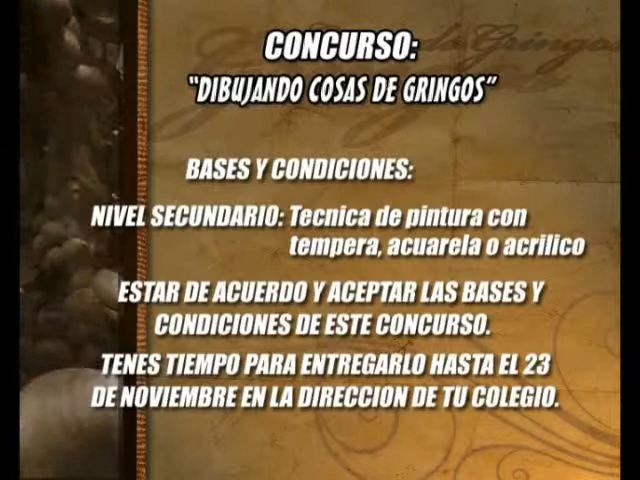 CONCURSO:
"DIBUJANDO COSAS DE GRINGOS"
BASES Y CONDICIONES:
NIVEL SECUNDARIO: Tecnica de pintura con
tempera, acuarela o acrilico
ESTAR DE ACUERDO Y ACEPTAR LAS BASES Y
CONDICIONES DE ESTE CONCURSO.
TENES TIEMPO PARA ENTREGARLO HASTA EL 23
DE NOVIEMBRE EN LA DIRECCION DE TU COLEGIO.